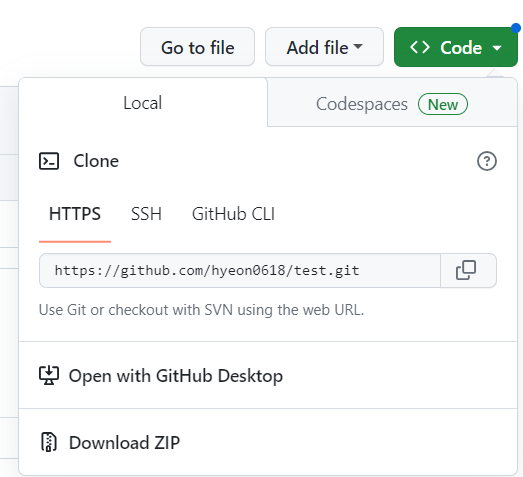 Go to file Add file Code
Local Codespaces New
Clone
HTTPS SSH GitHub CLI
https://github.com/hyeon0618/test.git
Use Git or checkout with SVN using the web URL.
Open with GitHub Desktop
Download ZIP